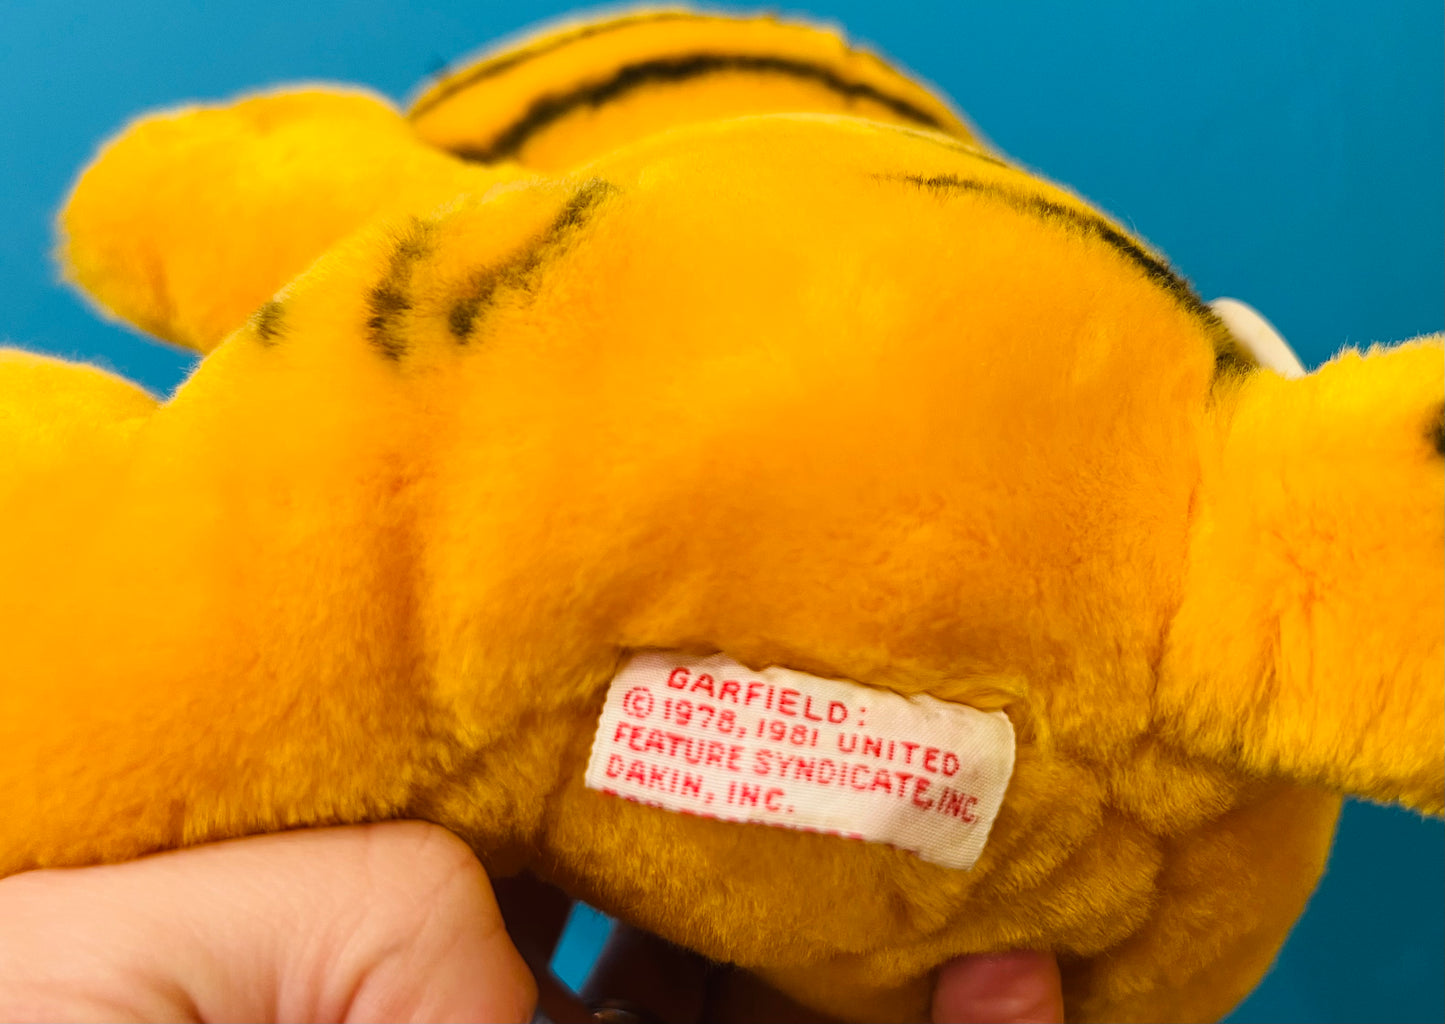 GARFIELD:
© 1978, 1981 UNITED
FEATURE SYNDICATE, INC.
DAKIN, INC.